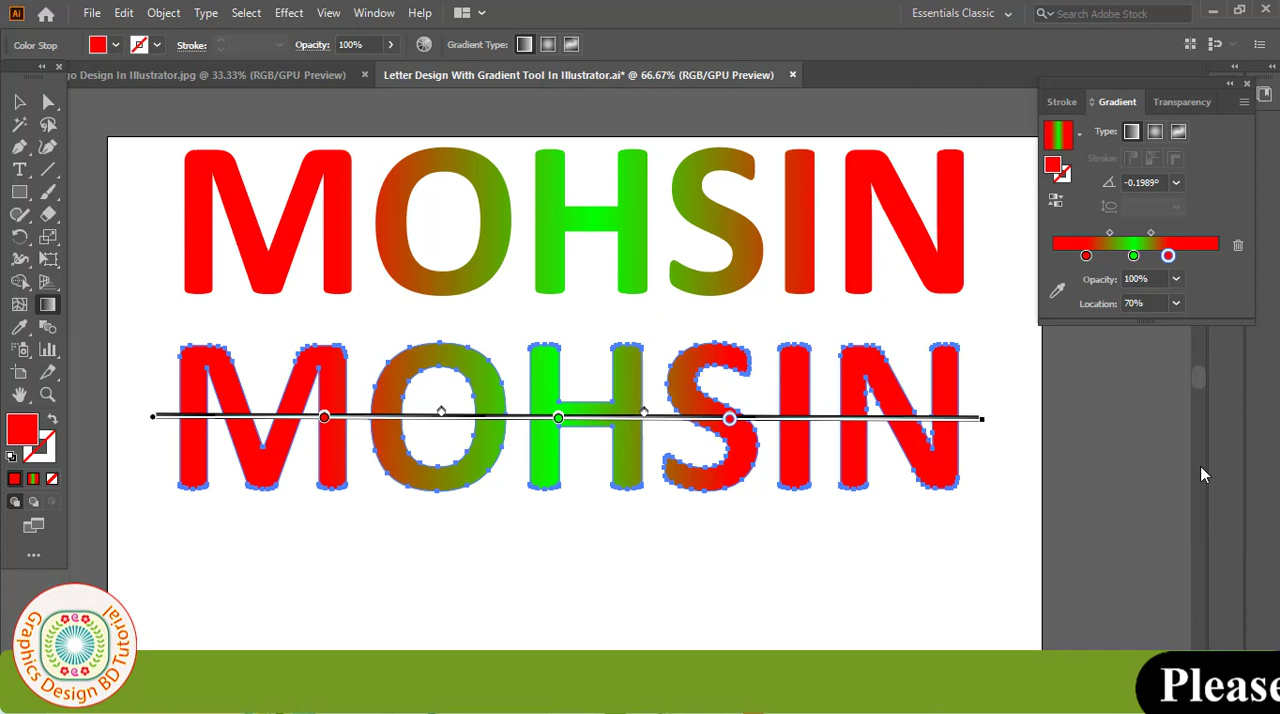 Ai File Edit Object Type Select Effect View Window Help Essentials Classic Search Adobe Stock
Color Stop Stroke: Opacity: 100% Gradient Type:
go Design In Illustrator.jpg @ 33.33% (RGB/GPU Preview) × Letter Design With Gradient Tool In Illustrator.ai* @ 66.67% (RGB/GPU Preview) ×
Stroke Gradient Transparency
Type:
Stroke:
-0.1989°
Opacity: 100%
Location: 70%
MOHSIN
MOHSIN
Graphics Design BD Tutorial
Please